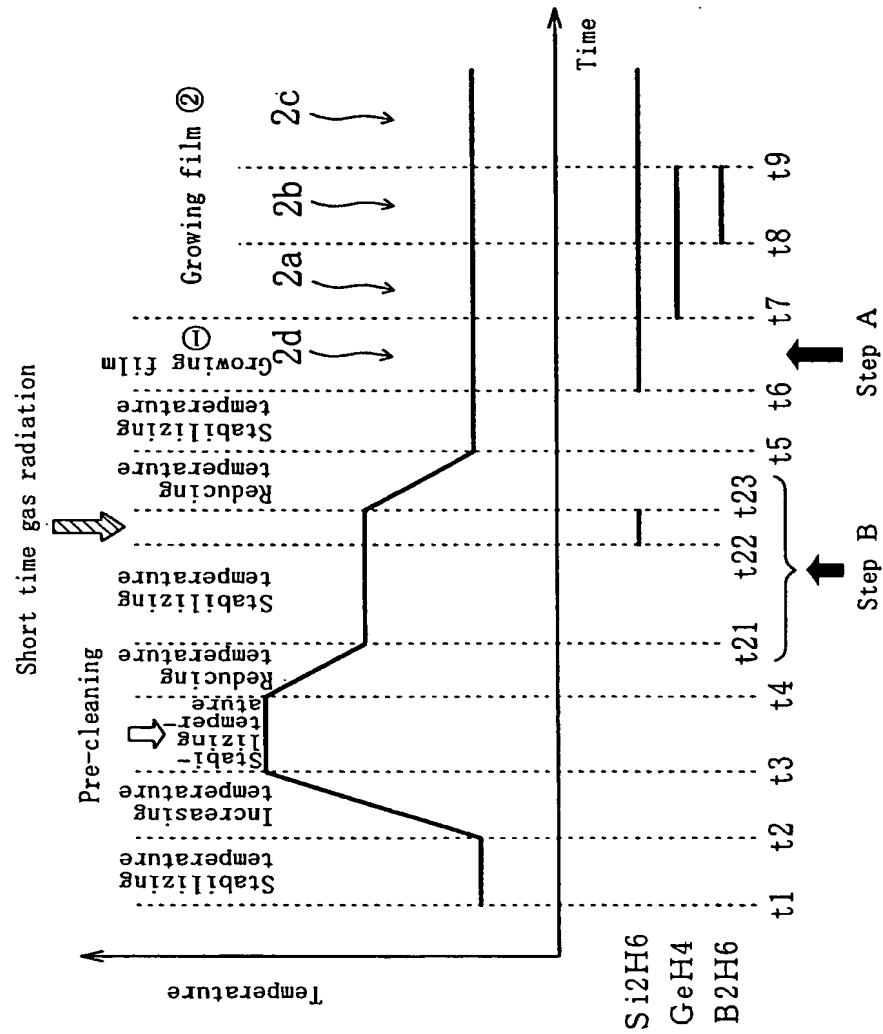 Short time gas radiation
Pre-cleaning
Growing film ②
Stabilizing
temperature
Increasing
temperature
Stabi-
lizing
temper-
ature
Reducing
temperature
Stabilizing
temperature
Reducing
temperature
Stabilizing
temperature
Growing film
①
2d
2a
2b
2c
Temperature
Time
Si2H6
GeH4
B2H6
t1
t2
t3
t4
t21
t22
t23
t5
t6
t7
t8
t9
Step B
Step A